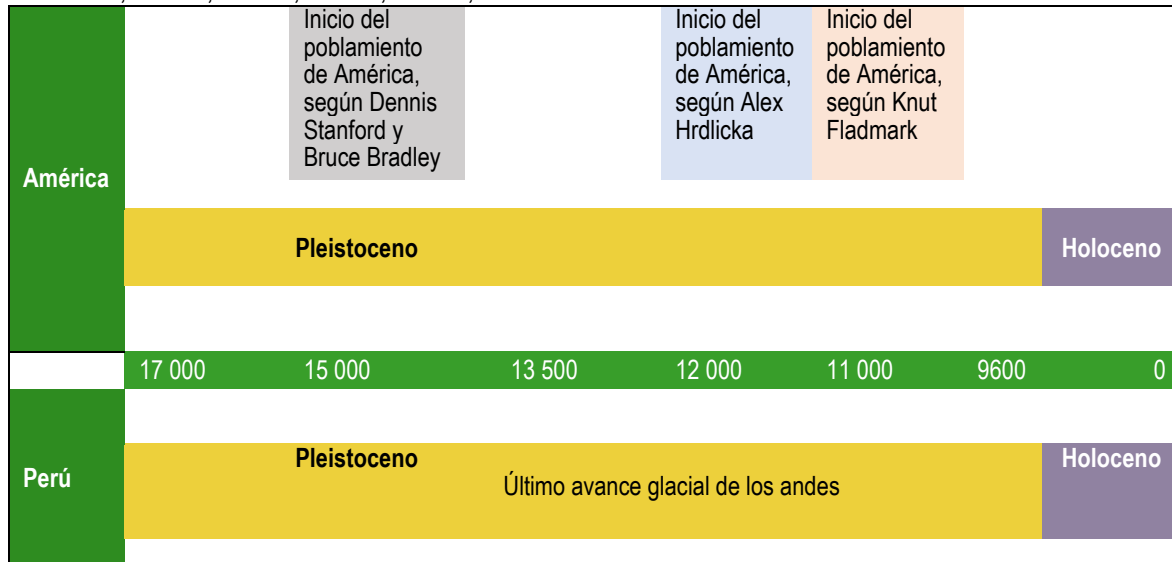 Inicio del
poblamiento
de América,
según Dennis
Stanford y
Bruce Bradley
Inicio del
poblamiento
de América,
según Alex
Hrdlicka
Inicio del
poblamiento
de América,
según Knut
Fladmark
América
Pleistoceno
Holoceno
17 000 15 000 13 500 12 000 11 000 9600 0
Perú
Pleistoceno
Holoceno
Último avance glacial de los andes